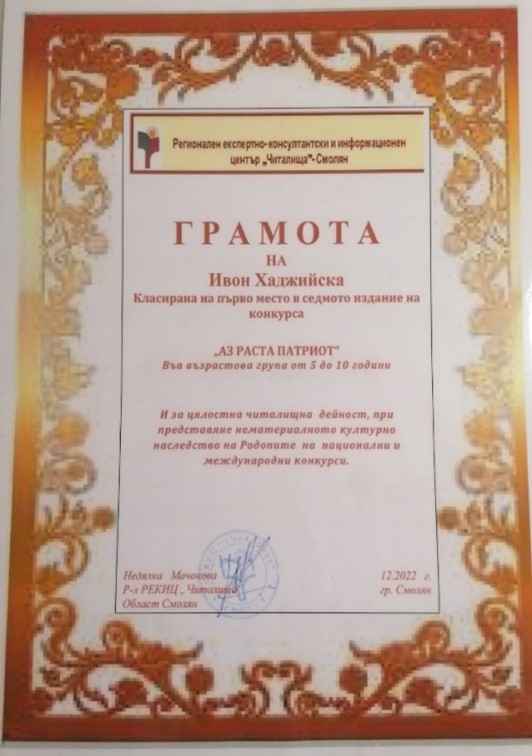 Регионален експертно-консултантски и информационен
център „Читалища"- Смолян
ГРАМОТА
НА
Ивон Хаджийска
Класирана на първо место в седмото издание на
конкурса
„АЗ РАСТА ПАТРИОТ“
Във възрастова група от 5 до 10 години
И за цялостна читалищна дейност, при
представяне нематериалното културно
наследство на Родопите на национални и
международни конкурси.
Недялка Мачокова
12.2022 г.
Р-л РЕКИЦ „Читалища
гр. Смолян
Област Смолян